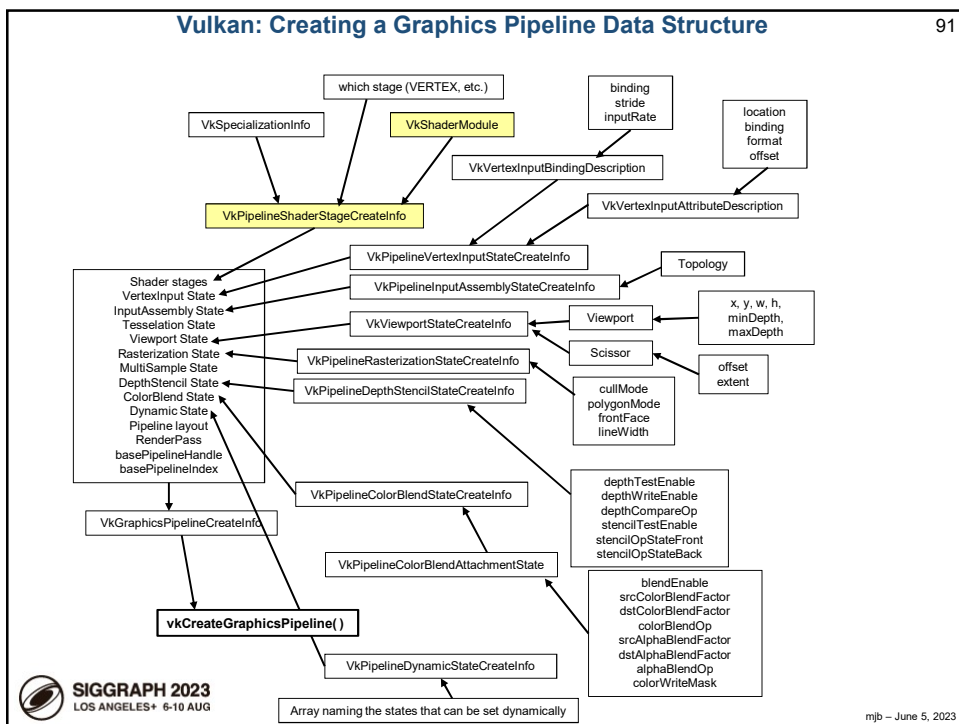 Vulkan: Creating a Graphics Pipeline Data Structure
91
which stage (VERTEX, etc.)
VkSpecializationInfo
VkShaderModule
binding
stride
inputRate
location
binding
format
offset
VkVertexInputBindingDescription
VkPipelineShaderStageCreateInfo
VkVertexInputAttributeDescription
VkPipelineVertexInputStateCreateInfo
Topology
VkPipelineInputAssemblyStateCreateInfo
Shader stages
VertexInput State
InputAssembly State
Tesselation State
Viewport State
Rasterization State
MultiSample State
DepthStencil State
ColorBlend State
Dynamic State
Pipeline layout
RenderPass
basePipelineHandle
basePipelineIndex
VkViewportStateCreateInfo
Viewport
x, y, w, h,
minDepth,
maxDepth
Scissor
offset
extent
VkPipelineRasterizationStateCreateInfo
cullMode
polygonMode
frontFace
lineWidth
VkPipelineDepthStencilStateCreateInfo
depthTestEnable
depthWriteEnable
depthCompareOp
stencilTestEnable
stencilOpStateFront
stencilOpStateBack
VkPipelineColorBlendStateCreateInfo
VkGraphicsPipelineCreateInfo
VkPipelineColorBlendAttachmentState
blendEnable
srcColorBlendFactor
dstColorBlendFactor
colorBlendOp
srcAlphaBlendFactor
dstAlphaBlendFactor
alphaBlendOp
colorWriteMask
vkCreateGraphicsPipeline( )
VkPipelineDynamicStateCreateInfo
Array naming the states that can be set dynamically
SIGGRAPH 2023
LOS ANGELES+ 6-10 AUG
mjb – June 5, 2023